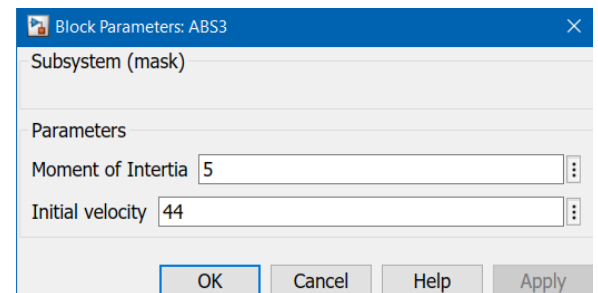 Block Parameters: ABS3
Subsystem (mask)
Parameters
Moment of Intertia 5
Initial velocity 44
OK Cancel Help Apply